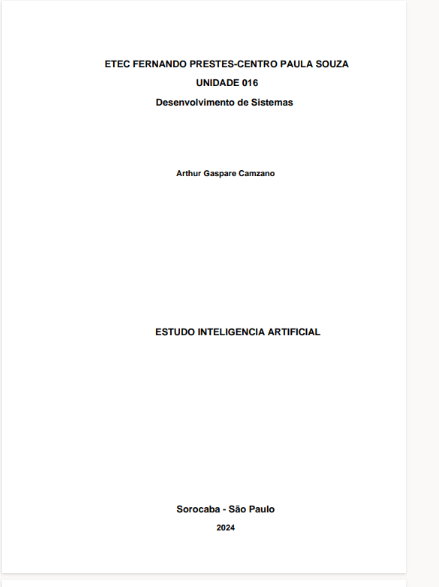 ETEC FERNANDO PRESTES-CENTRO PAULA SOUZA
UNIDADE 016
Desenvolvimento de Sistemas
Arthur Gaspare Camzano
ESTUDO INTELIGENCIA ARTIFICIAL
Sorocaba - São Paulo
2024